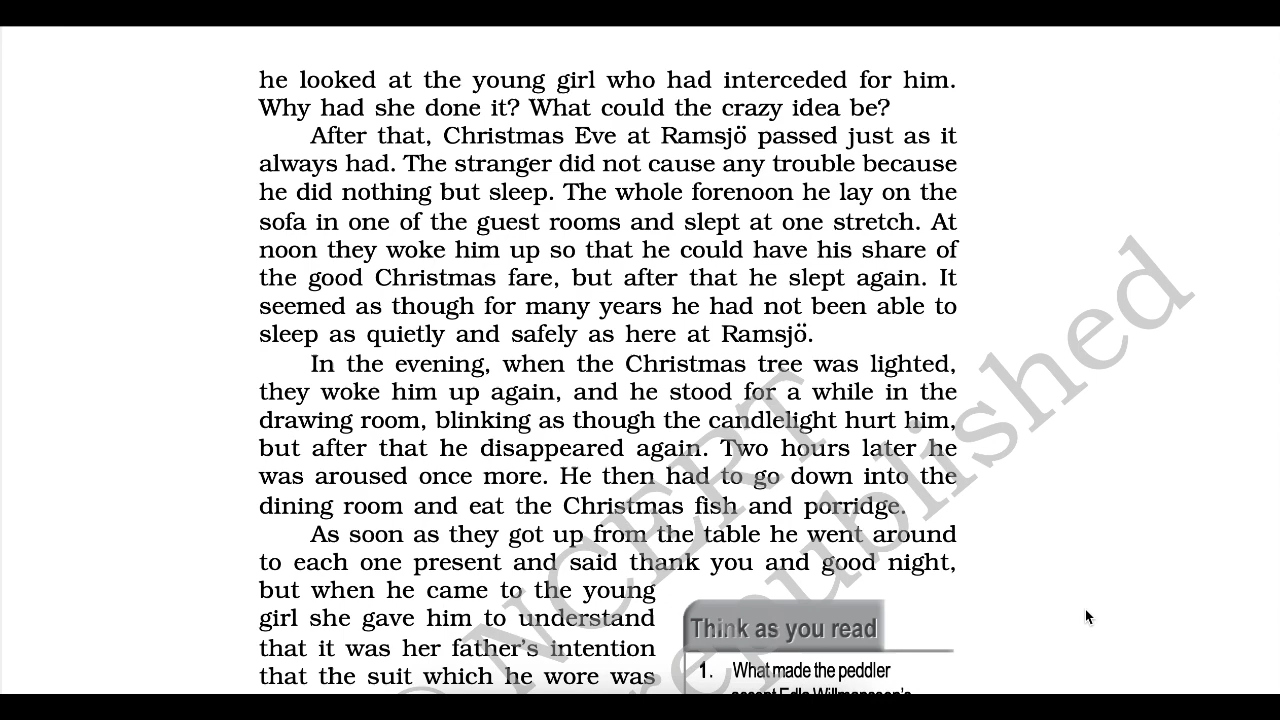 he looked at the young girl who had interceded for him.
Why had she done it? What could the crazy idea be?
After that, Christmas Eve at Ramsjö passed just as it
always had. The stranger did not cause any trouble because
he did nothing but sleep. The whole forenoon he lay on the
sofa in one of the guest rooms and slept at one stretch. At
noon they woke him up so that he could have his share of
the good Christmas fare, but after that he slept again. It
seemed as though for many years he had not been able to
sleep as quietly and safely as here at Ramsjö.
In the evening, when the Christmas tree was lighted,
they woke him up again, and he stood for a while in the
drawing room, blinking as though the candlelight hurt him,
but after that he disappeared again. Two hours later he
was aroused once more. He then had to go down into the
dining room and eat the Christmas fish and porridge.
As soon as they got up from the table he went around
to each one present and said thank you and good night,
but when he came to the young
girl she gave him to understand
that it was her father's intention
that the suit which he wore was
Think as you read
1. What made the peddler
© NCERT
republished